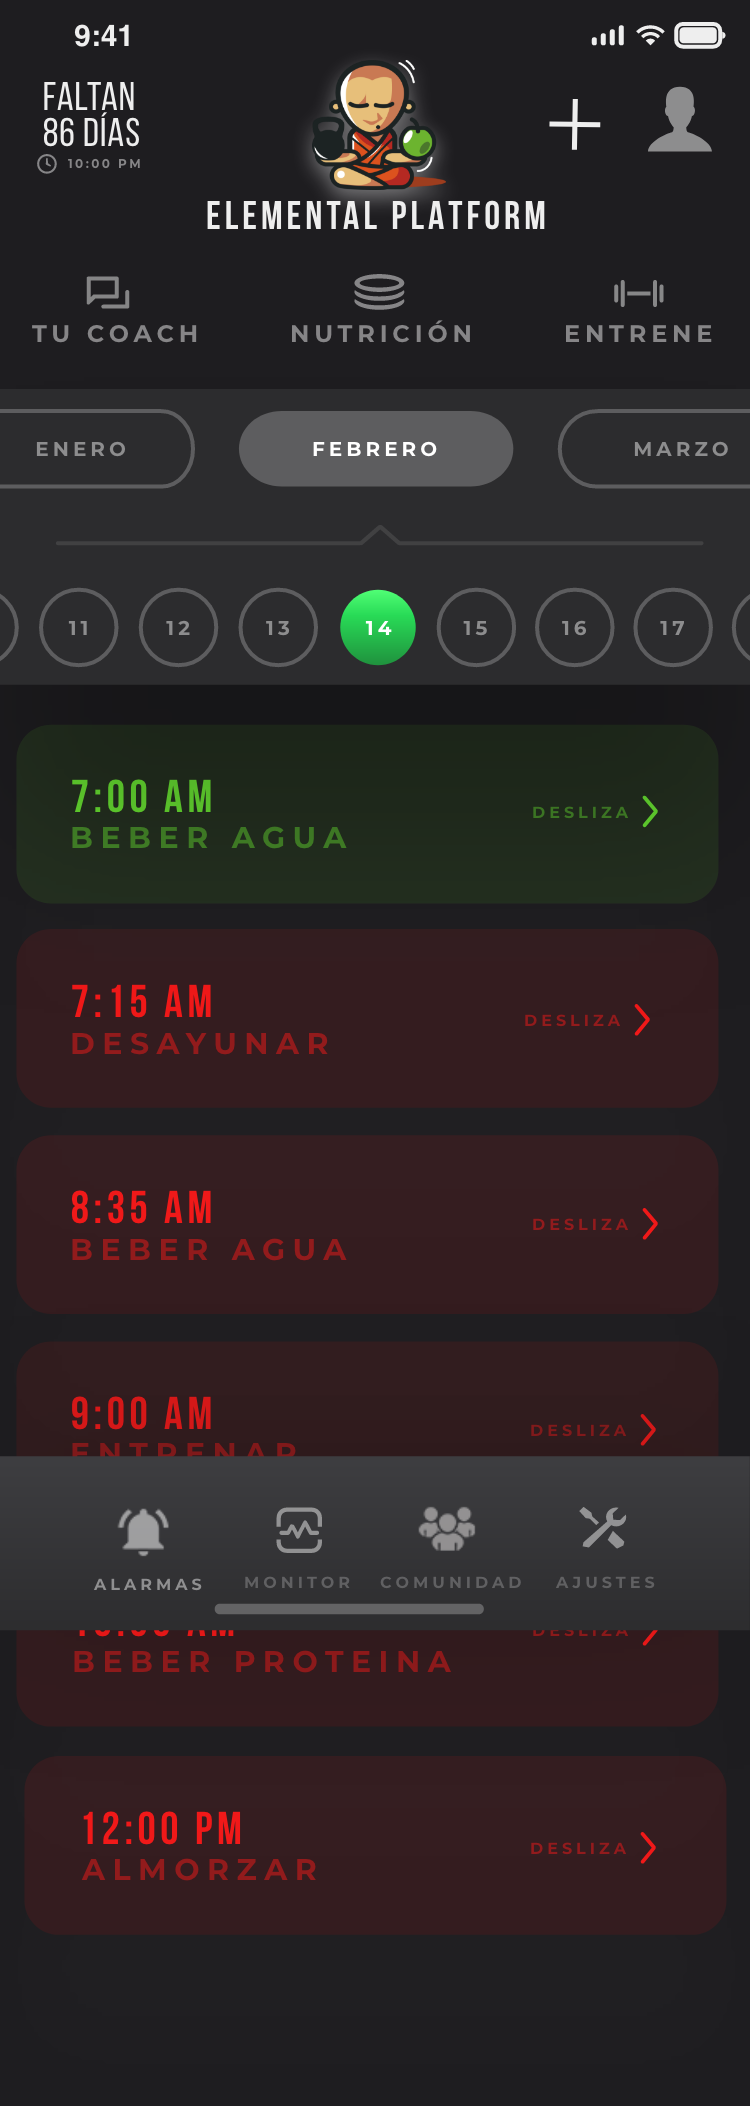 9:41
FALTAN
86 DÍAS
10:00 PM
ELEMENTAL PLATFORM
TU COACH
NUTRICIÓN
ENTRENE
ENERO
FEBRERO
MARZO
11
12
13
14
15
16
17
7:00 AM
BEBER AGUA
DESLIZA
7:15 AM
DESAYUNAR
DESLIZA
8:35 AM
BEBER AGUA
DESLIZA
9:00 AM
ENTRENAR
DESLIZA
ALARMAS
MONITOR
COMUNIDAD
AJUSTES
DESLIZA
BEBER PROTEINA
12:00 PM
ALMORZAR
DESLIZA